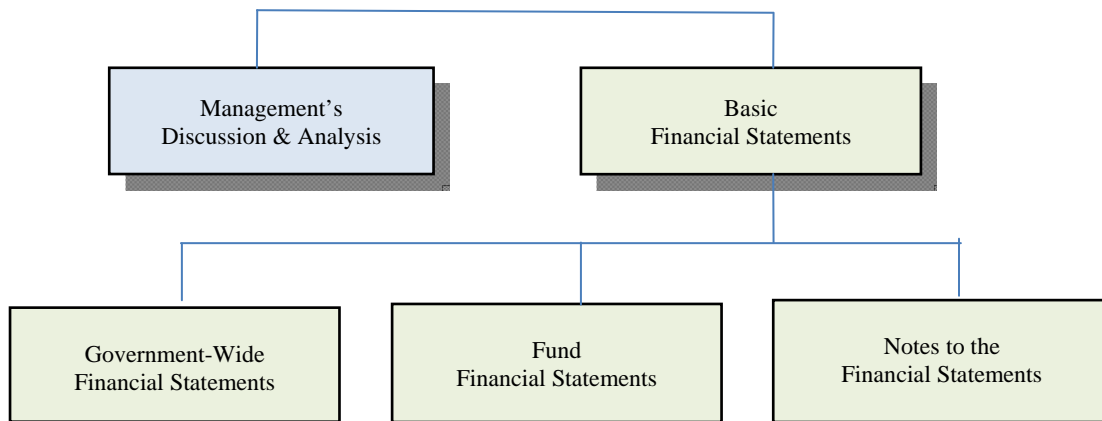 Management’s
Discussion & Analysis
Basic
Financial Statements
Government-Wide
Financial Statements
Fund
Financial Statements
Notes to the
Financial Statements